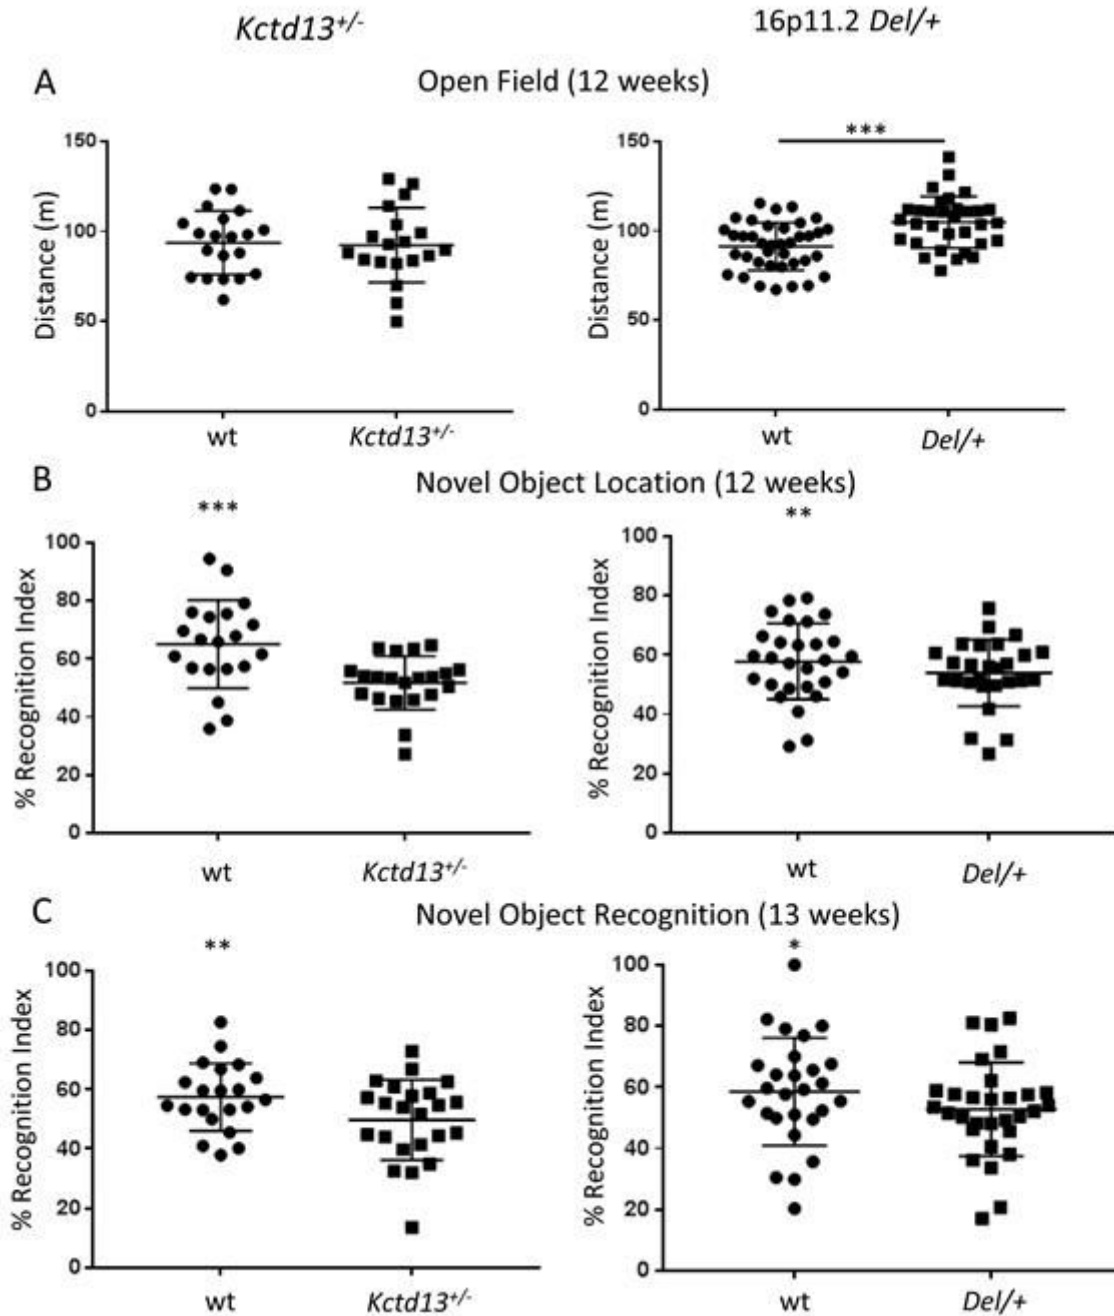 Kctd13+/-
16p11.2 Del/+
A
Open Field (12 weeks)
150
100
50
0
Distance (m)
wt
Kctd13+/-
***
150
100
50
0
Distance (m)
wt
Del/+
B
Novel Object Location (12 weeks)
***
100
80
60
40
20
0
% Recognition Index
wt
Kctd13+/-
**
100
80
60
40
20
0
% Recognition Index
wt
Del/+
C
Novel Object Recognition (13 weeks)
**
100
80
60
40
20
0
% Recognition Index
wt
Kctd13+/-
*
100
80
60
40
20
0
% Recognition Index
wt
Del/+